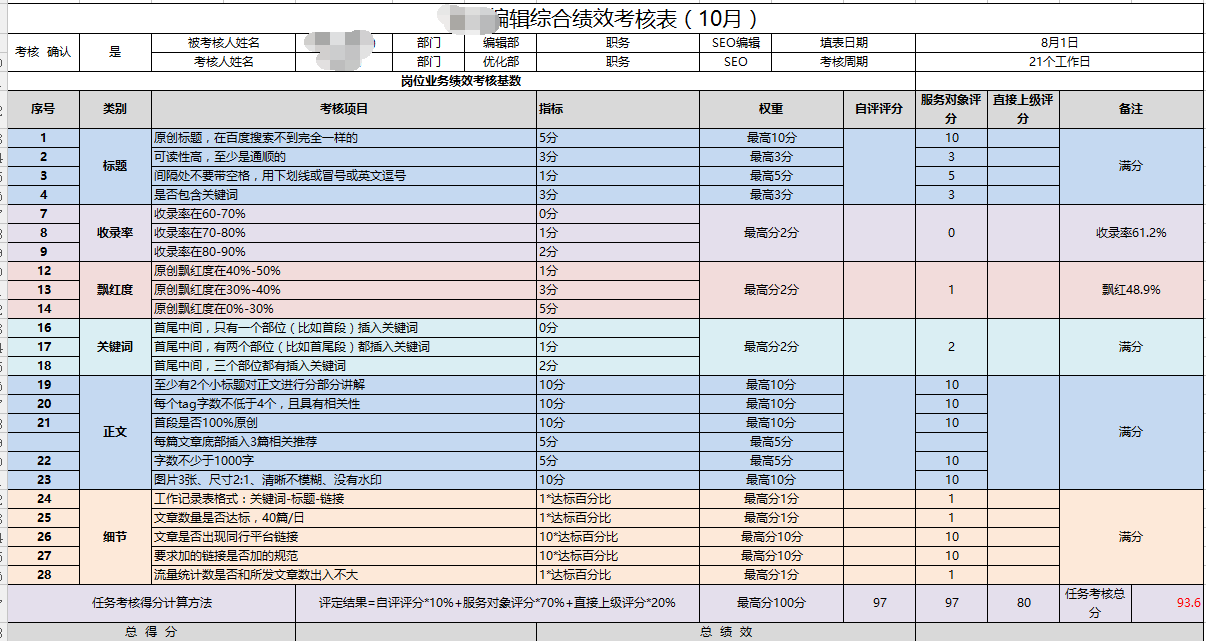 编辑综合绩效考核表（10月）
考核 确认 是 被考核人姓名 部门 编辑部 职务 SEO编辑 填表日期 8月1日
考核人姓名 部门 优化部 职务 SEO 考核周期 21个工作日
岗位业务绩效考核基数
序号 类别 考核项目 指标 权重 自评评分 服务对象评分 直接上级评分 备注
1 标题 原创标题，在百度搜索不到完全一样的 5分 最高10分 10 满分
2 可读性高，至少是通顺的 3分 最高3分 3
3 间隔处不要带空格，用下划线或冒号或英文逗号 1分 最高5分 5
4 是否包含关键词 3分 最高3分 3
7 收录率 收录率在60-70% 0分 最高分2分 0 收录率61.2%
8 收录率在70-80% 1分
9 收录率在80-90% 2分
12 飘红度 原创飘红度在40%-50% 1分 最高分2分 1 飘红48.9%
13 原创飘红度在30%-40% 3分
14 原创飘红度在0%-30% 5分
16 关键词 首尾中间，只有一个部位（比如首段）插入关键词 0分 最高分2分 2 满分
17 首尾中间，有两个部位（比如首尾段）都插入关键词 1分
18 首尾中间，三个部位都有插入关键词 2分
19 正文 至少有2个小标题对正文进行分部分讲解 10分 最高10分 10 满分
20 每个tag字数不低于4个，且具有相关性 10分 最高10分 10
21 首段是否100%原创 10分 最高10分 10
每篇文章底部插入3篇相关推荐 5分 最高5分
22 字数不少于1000字 5分 最高5分 10
23 图片3张、尺寸2:1、清晰不模糊、没有水印 10分 最高10分 10
24 细节 工作记录表格式：关键词-标题-链接 1*达标百分比 最高分1分 1 满分
25 文章数量是否达标，40篇/日 1*达标百分比 最高分1分 1
26 文章是否出现同行平台链接 10*达标百分比 最高分10分 10
27 要求加的链接是否加的规范 10*达标百分比 最高分10分 10
28 流量统计数是否和所发文章数出入不大 1*达标百分比 最高分1分 1
任务考核得分计算方法 评定结果=自评评分*10%+服务对象评分*70%+直接上级评分*20% 最高分100分 97 97 80 任务考核总分 93.6
总 得 分 总 绩 效